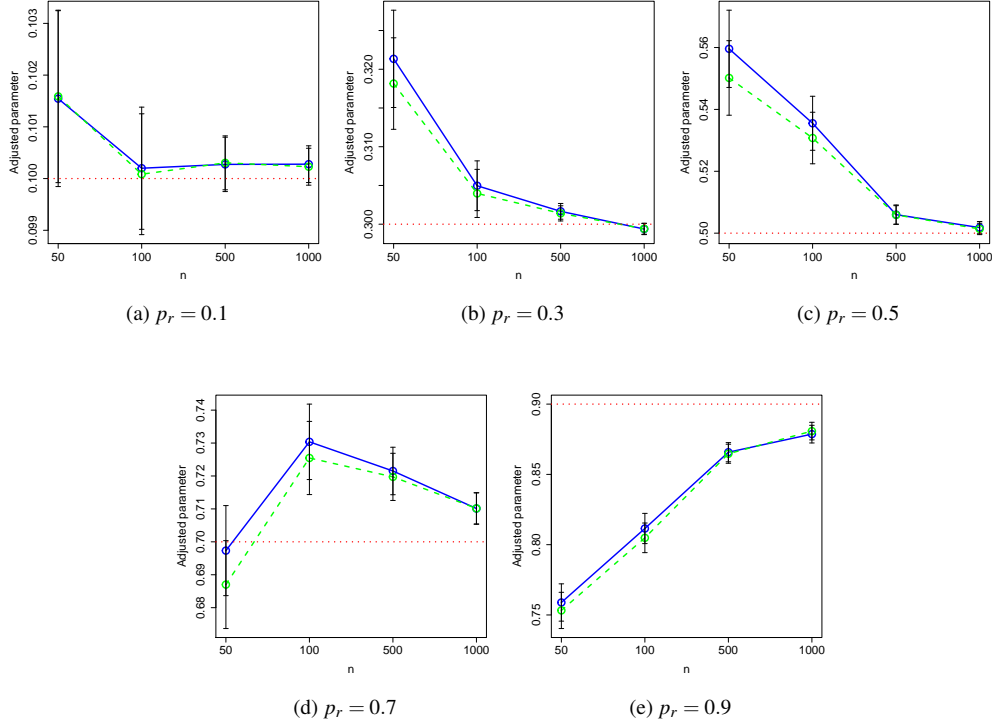 Adjusted parameter
0.099 0.100 0.101 0.102 0.103
50 100 500 1000
n
(a) p_r = 0.1
Adjusted parameter
0.300 0.310 0.320
50 100 500 1000
n
(b) p_r = 0.3
Adjusted parameter
0.50 0.52 0.54 0.56
50 100 500 1000
n
(c) p_r = 0.5
Adjusted parameter
0.68 0.69 0.70 0.71 0.72 0.73 0.74
50 100 500 1000
n
(d) p_r = 0.7
Adjusted parameter
0.75 0.80 0.85 0.90
50 100 500 1000
n
(e) p_r = 0.9